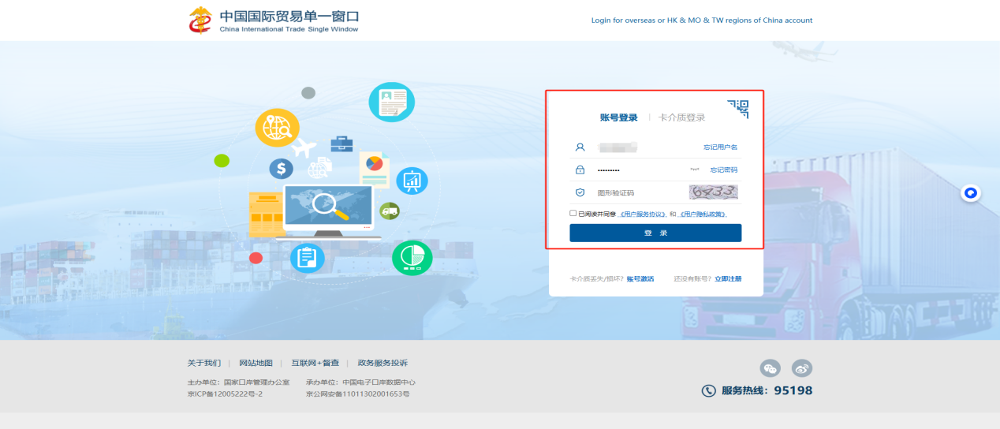 中国国际贸易单一窗口
China International Trade Single Window
Login for overseas or HK & MO & TW regions of China account
账号登录 | 卡介质登录
忘记用户名
••••••••• 忘记密码
图形验证码 6433
已阅读并同意 《用户服务协议》 和 《用户隐私政策》
登 录
卡介质丢失/损坏? 账号激活 还没有账号? 立即注册
关于我们 | 网站地图 | 互联网+督查 | 政务服务投诉
主办单位: 国家口岸管理办公室 承办单位: 中国电子口岸数据中心
京ICP备12005222号-2 京公网安备11011302001653号
服务热线: 95198